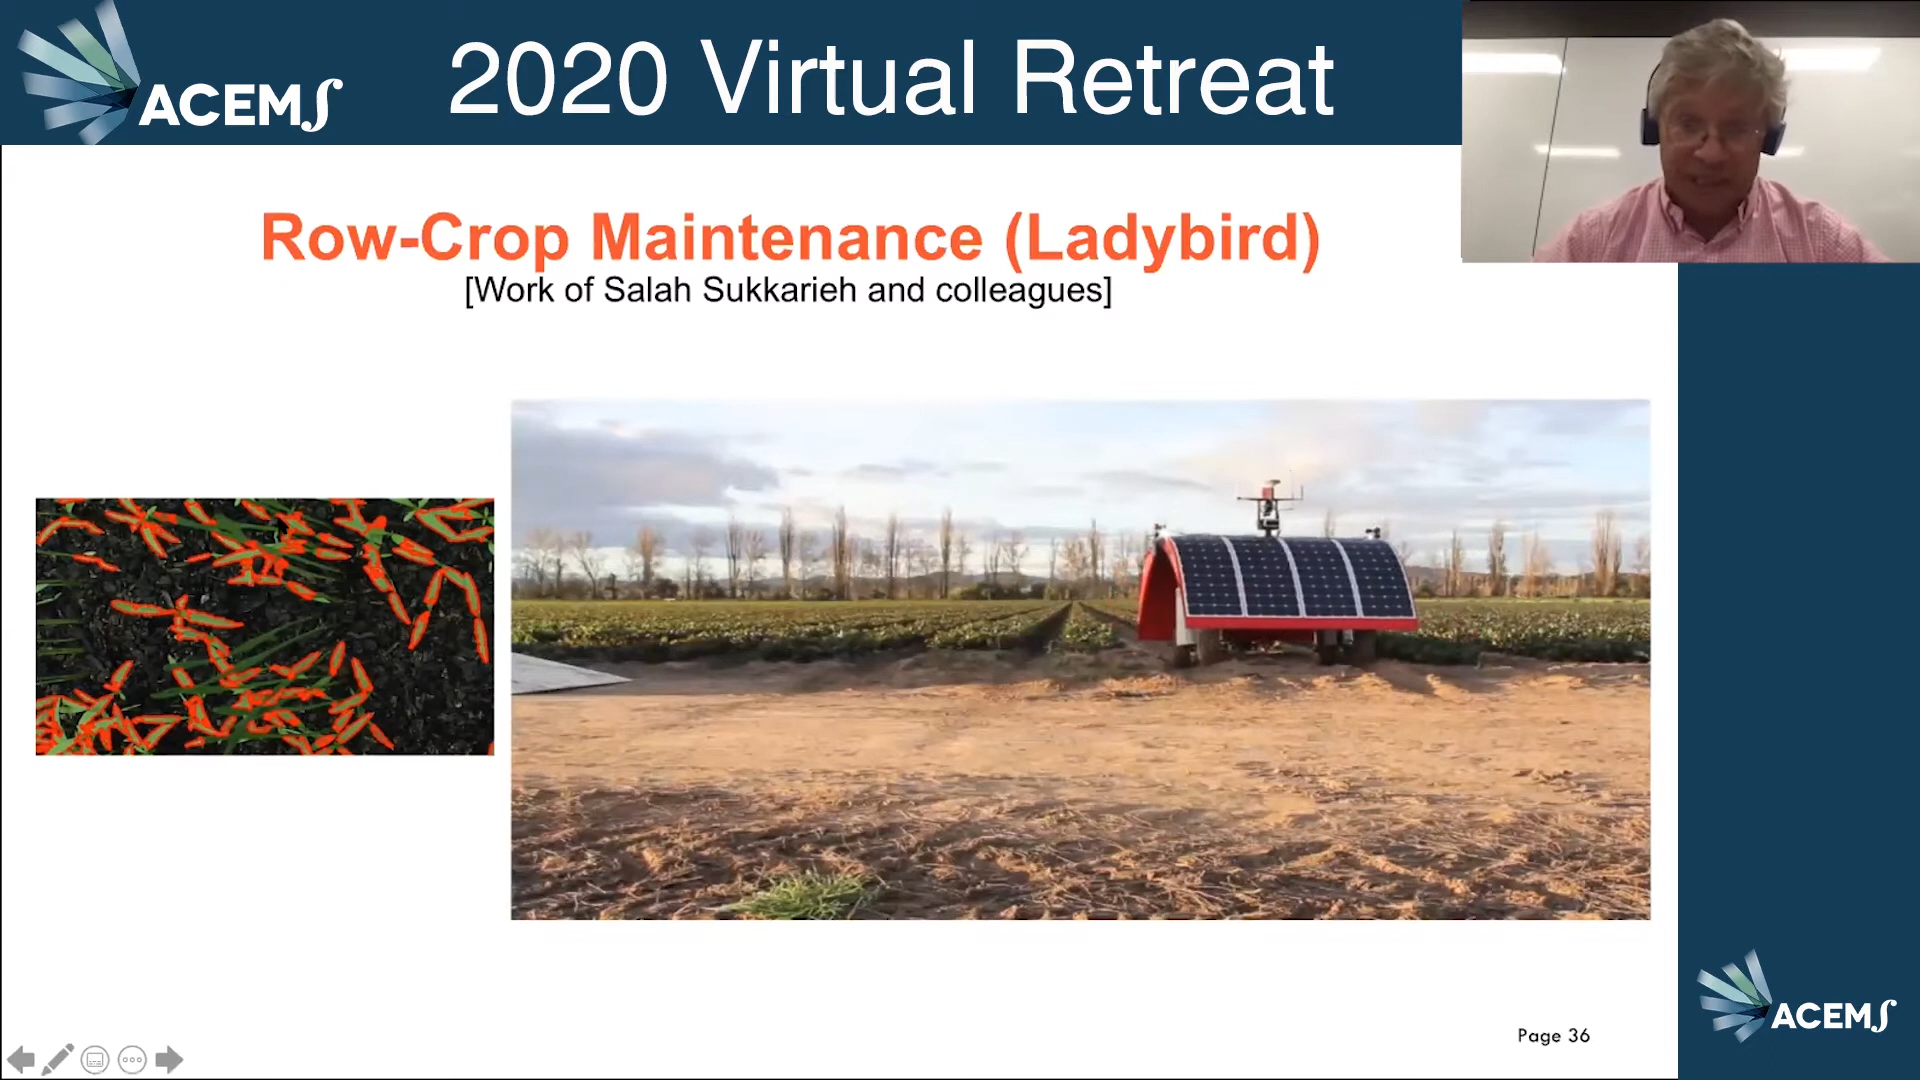 ACEMS
2020 Virtual Retreat
Row-Crop Maintenance (Ladybird)
[Work of Salah Sukkarieh and colleagues]
Page 36
ACEMS